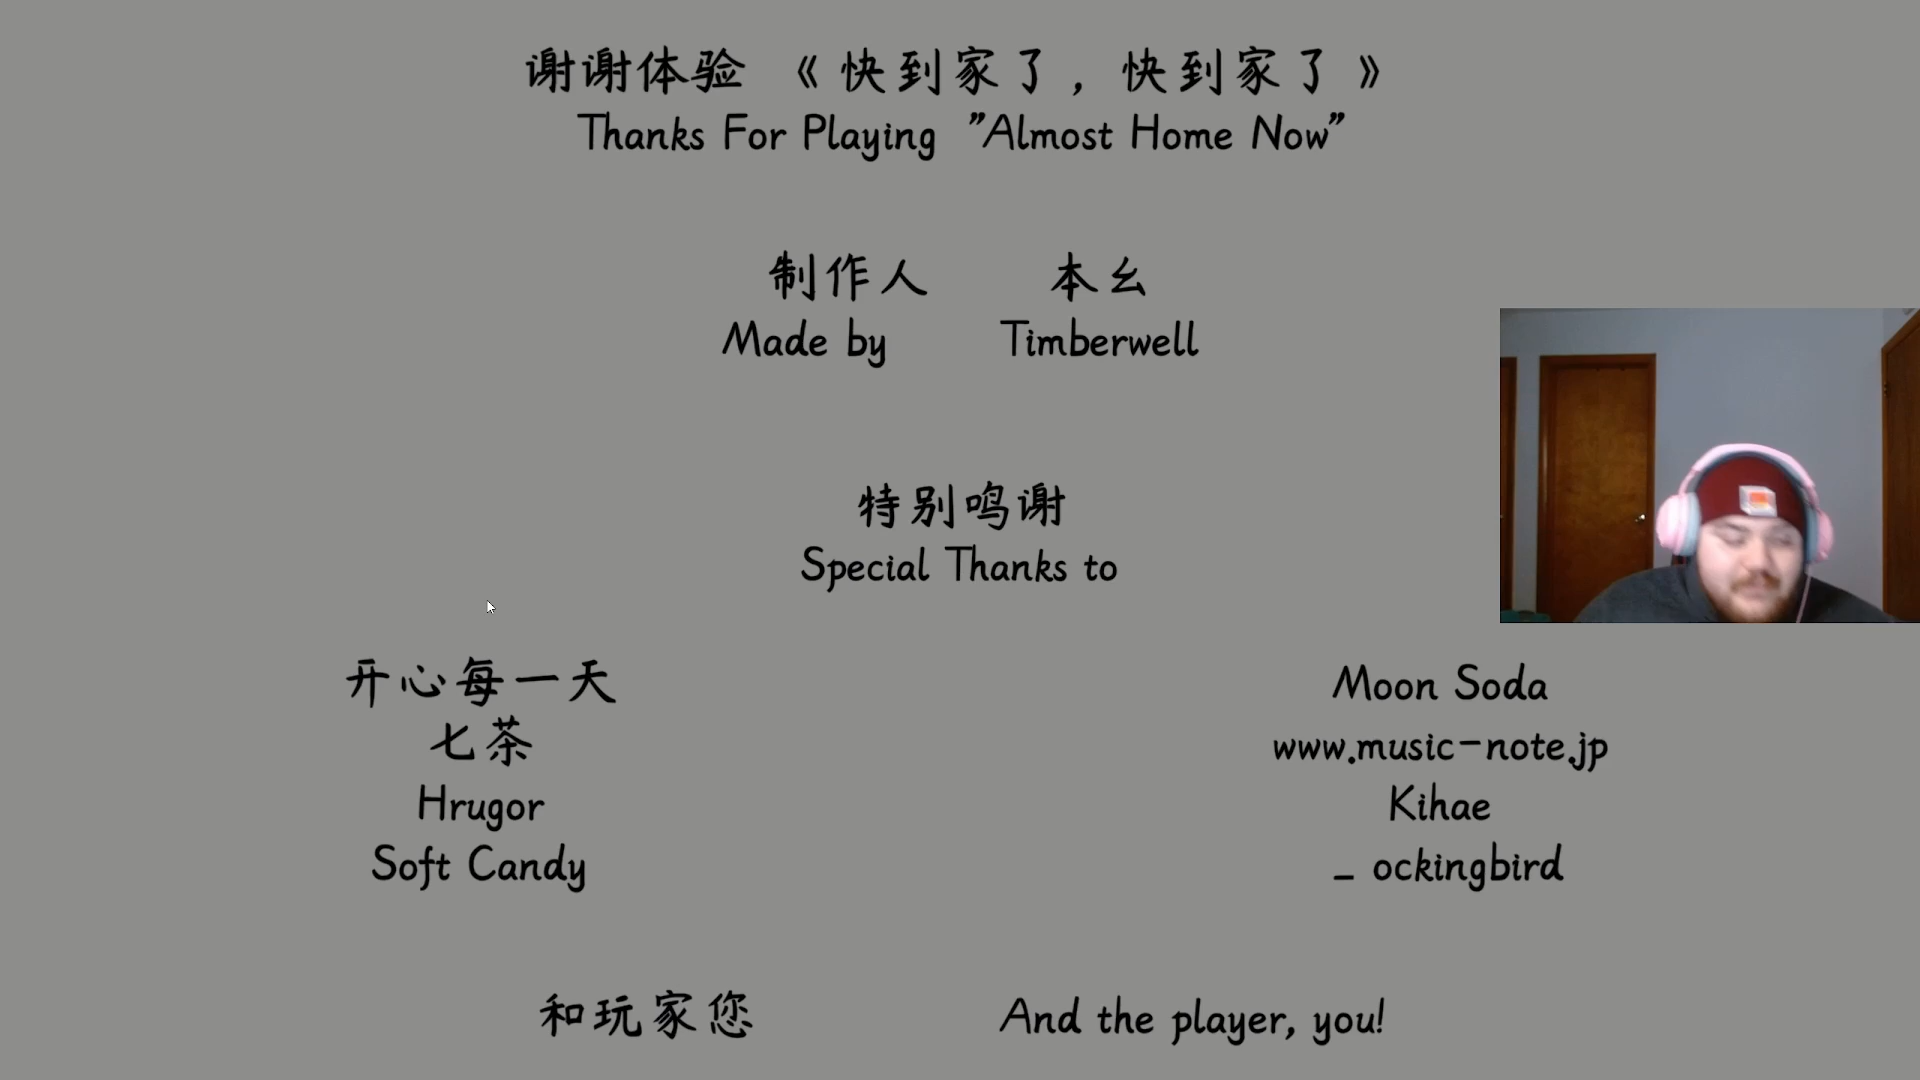 谢谢体验 《快到家了，快到家了》
Thanks For Playing "Almost Home Now"
制作人 本幺
Made by Timberwell
特别鸣谢
Special Thanks to
开心每一天 Moon Soda
七茶 www.music-note.jp
Hrugor Kihae
Soft Candy _ ockingbird
和玩家您 And the player, you!